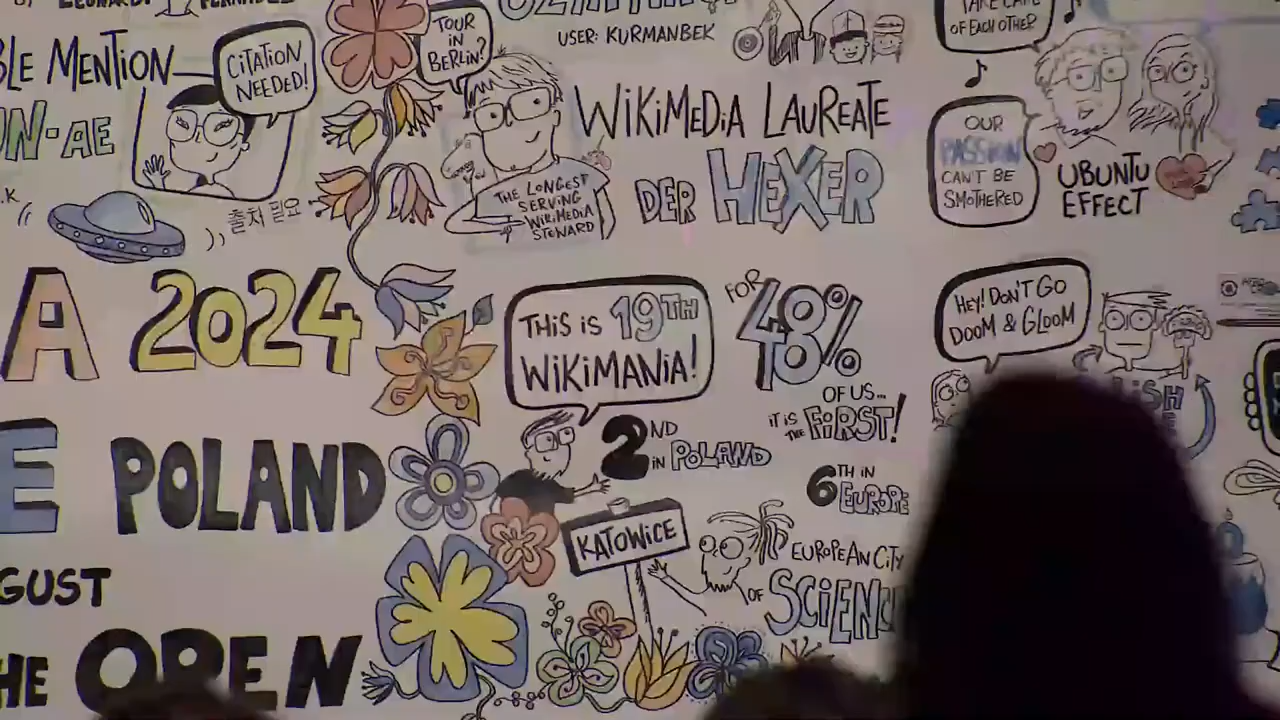 BLE MENTION
CITATION
NEEDED!
N-AE
출처 필요
TOUR
IN
BERLIN?
USER: KURMANBEK
WIKIMEDIA LAUREATE
DER HEXER
THE LONGEST
SERVING
WIKIMEDIA
STEWARD
TAKE CARE
OF EACH OTHER
OUR
PASSION
CAN'T BE
SMOTHERED
UBUNTU
EFFECT
A 2024
E POLAND
GUST
HE OPEN
THIS IS 19TH
WIKIMANIA!
FOR 48%
OF US...
IT IS THE FIRST!
2ND
IN POLAND
6TH IN
EUROPE
KATOWICE
EUROPEAN CITY
OF SCIENC
HEY! DON'T GO
DOOM & GLOOM